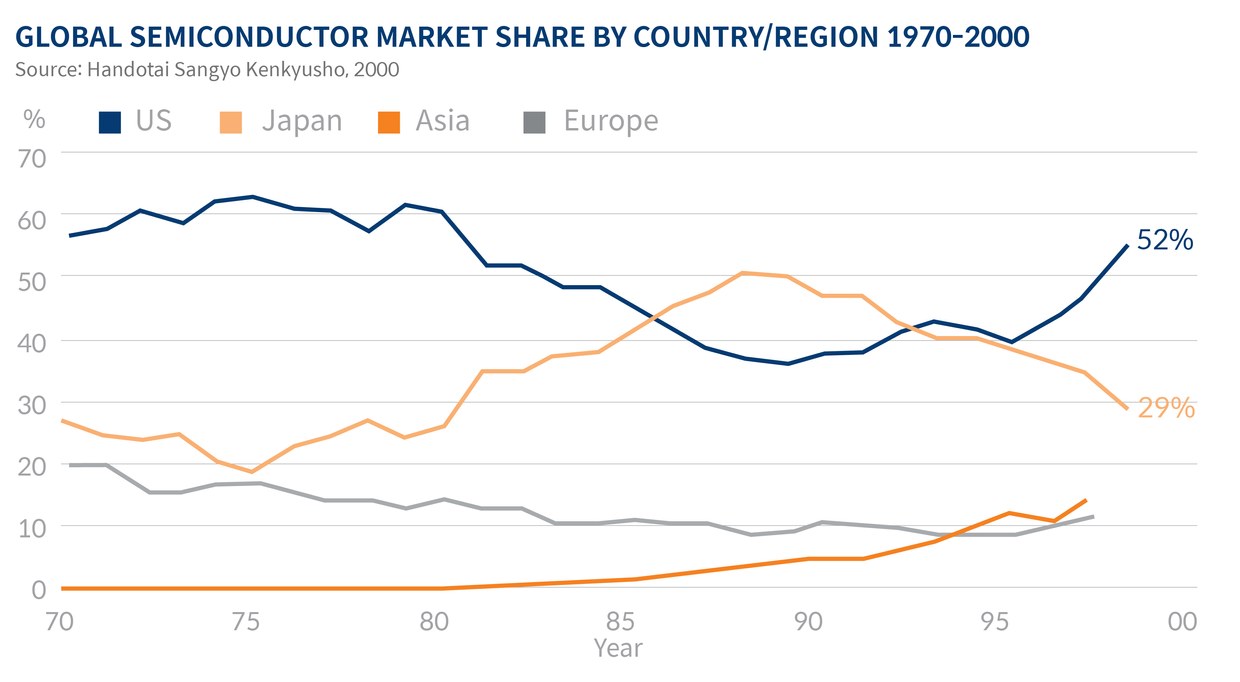 GLOBAL SEMICONDUCTOR MARKET SHARE BY COUNTRY/REGION 1970-2000
Source: Handotai Sangyo Kenkyusho, 2000
% US Japan Asia Europe
70
60
52%
50
40
30
29%
20
10
0
70 75 80 85 90 95 00
Year